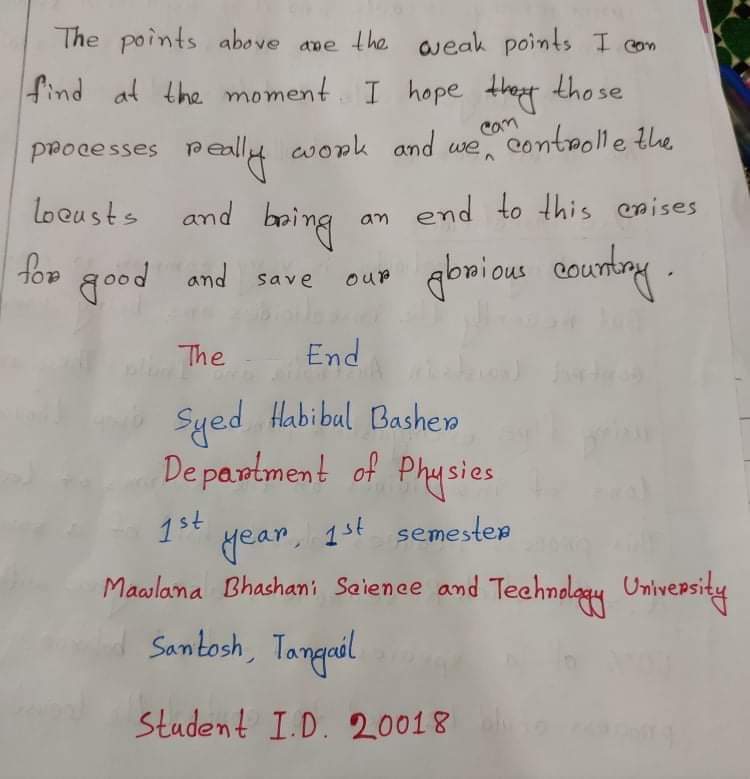 The points above are the weak points I can
find at the moment. I hope they those
processes really work and we can controlle the
locusts and bring an end to this crises
for good and save our glorious country.
The End
Syed Habibul Basher
Department of Physics
1st year, 1st semester
Mawlana Bhashani Science and Technology University
Santosh, Tangail
Student I.D. 20018